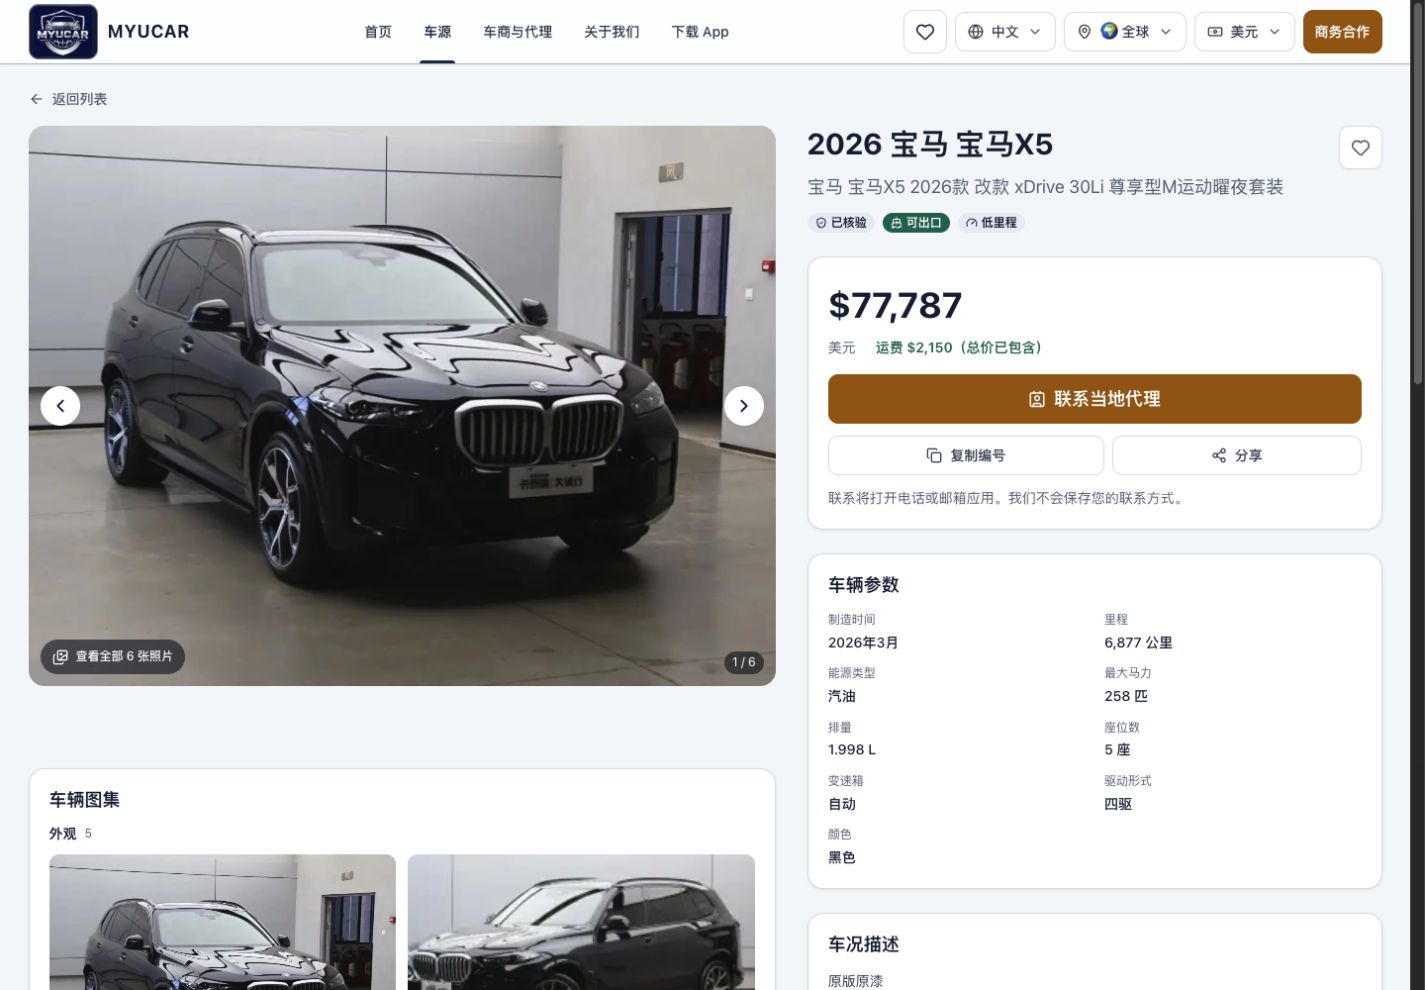 MYUCAR
MYUCAR
首页
车源
车商与代理
关于我们
下载 App
中文
全球
美元
商务合作
返回列表
2026 宝马 宝马X5
宝马 宝马X5 2026款 改款 xDrive 30Li 尊享型M运动曜夜套装
已核验
可出口
低里程
$77,787
美元
运费 $2,150（总价已包含）
联系当地代理
复制编号
分享
联系将打开电话或邮箱应用。我们不会保存您的联系方式。
查看全部 6 张照片
1 / 6
车辆参数
制造时间
2026年3月
里程
6,877 公里
能源类型
汽油
最大马力
258 匹
排量
1.998 L
座位数
5 座
变速箱
自动
驱动形式
四驱
颜色
黑色
车辆图集
外观 5
车况描述
原版原漆